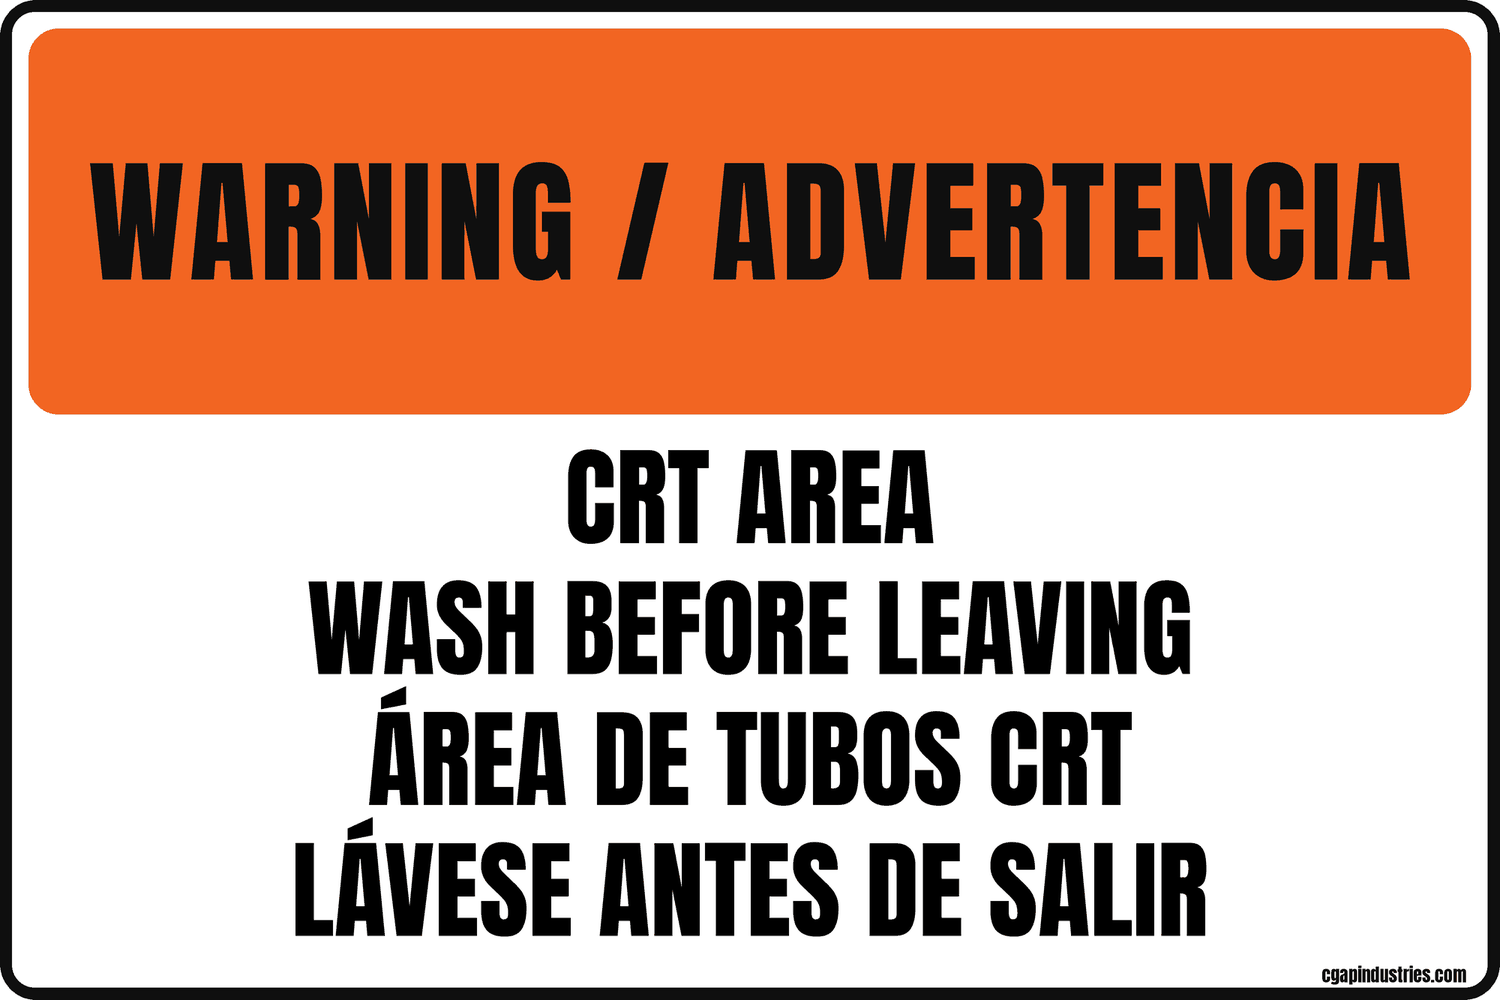 WARNING / ADVERTENCIA
CRT AREA
WASH BEFORE LEAVING
ÁREA DE TUBOS CRT
LÁVESE ANTES DE SALIR
cgapindustries.com